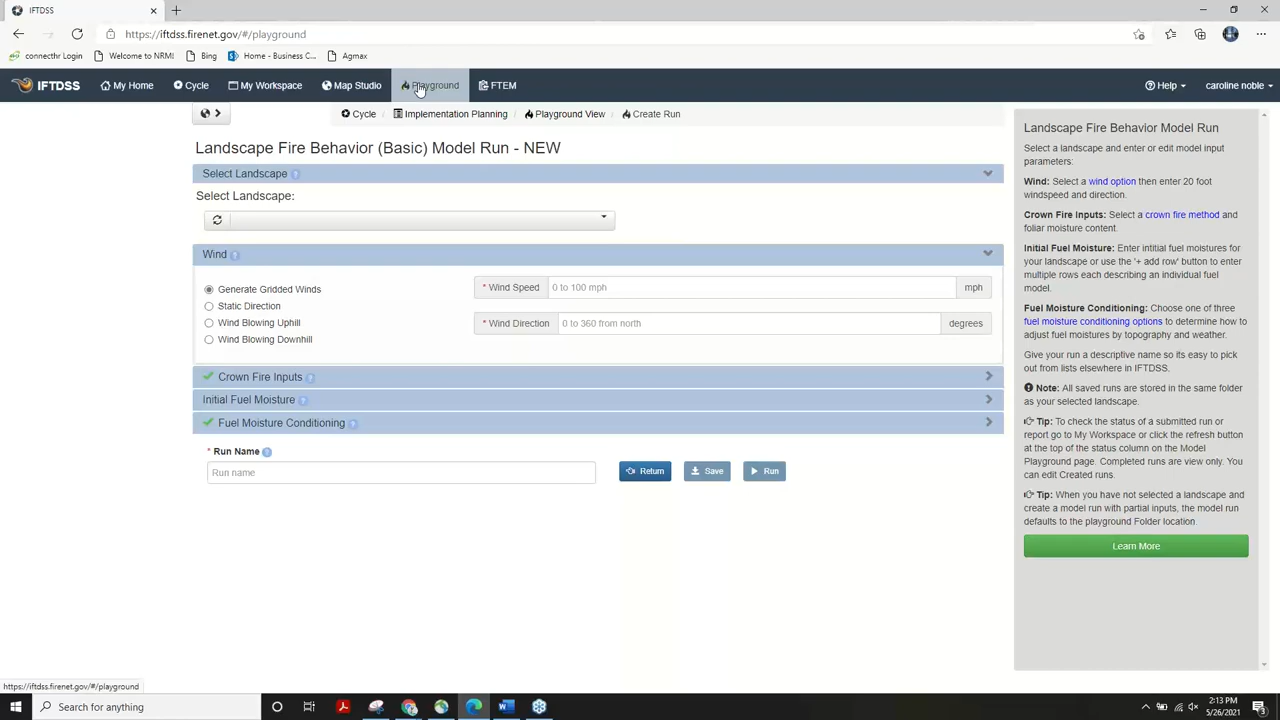 IFTDSS
https://iftdss.firenet.gov/#/playground
connecthr Login
Welcome to NRMI
Bing
Home - Business C...
Agmax
IFTDSS
My Home
Cycle
My Workspace
Map Studio
Playground
FTEM
Help
caroline noble
Cycle / Implementation Planning / Playground View / Create Run
Landscape Fire Behavior (Basic) Model Run - NEW
Select Landscape
Select Landscape:
Wind
Generate Gridded Winds
Static Direction
Wind Blowing Uphill
Wind Blowing Downhill
* Wind Speed 0 to 100 mph mph
* Wind Direction 0 to 360 from north degrees
Crown Fire Inputs
Initial Fuel Moisture
Fuel Moisture Conditioning
* Run Name
Run name
Return
Save
Run
Landscape Fire Behavior Model Run
Select a landscape and enter or edit model input
parameters:
Wind: Select a wind option then enter 20 foot
windspeed and direction.
Crown Fire Inputs: Select a crown fire method and
foliar moisture content.
Initial Fuel Moisture: Enter intitial fuel moistures for
your landscape or use the '+ add row' button to enter
multiple rows each describing an individual fuel
model.
Fuel Moisture Conditioning: Choose one of three
fuel moisture conditioning options to determine how to
adjust fuel moistures by topography and weather.
Give your run a descriptive name so its easy to pick
out from lists elsewhere in IFTDSS.
Note: All saved runs are stored in the same folder
as your selected landscape.
Tip: To check the status of a submitted run or
report go to My Workspace or click the refresh button
at the top of the status column on the Model
Playground page. Completed runs are view only. You
can edit Created runs.
Tip: When you have not selected a landscape and
create a model run with partial inputs, the model run
defaults to the playground Folder location.
Learn More
https://iftdss.firenet.gov/#/playground
Search for anything
2:13 PM
5/26/2021